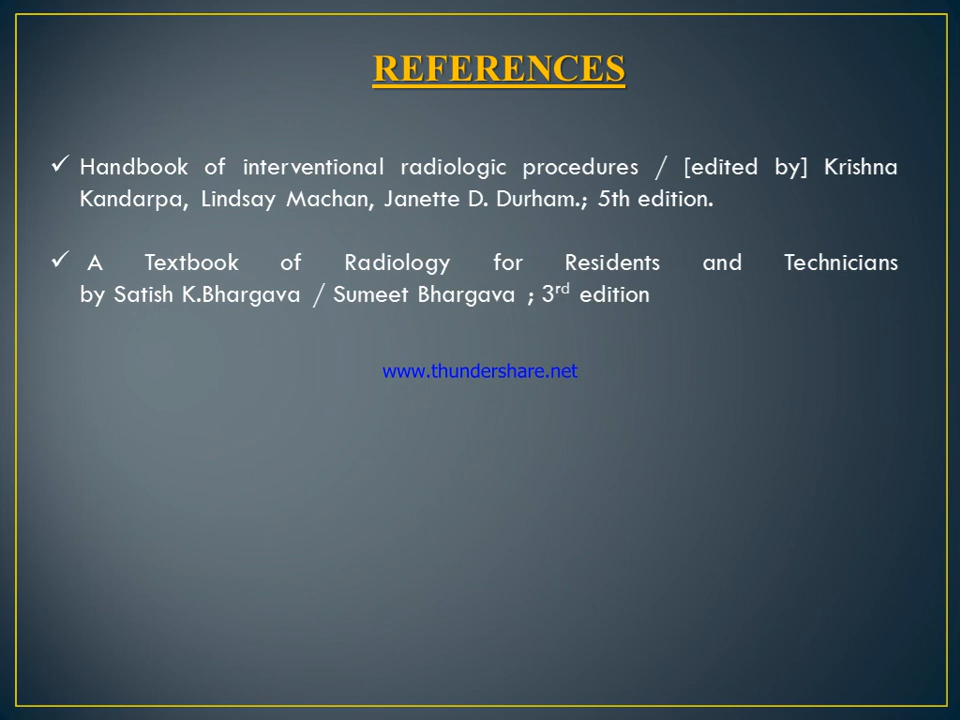 REFERENCES
✓ Handbook of interventional radiologic procedures / [edited by] Krishna
Kandarpa, Lindsay Machan, Janette D. Durham.; 5th edition.
✓ A Textbook of Radiology for Residents and Technicians
by Satish K.Bhargava / Sumeet Bhargava ; 3rd edition
www.thundershare.net